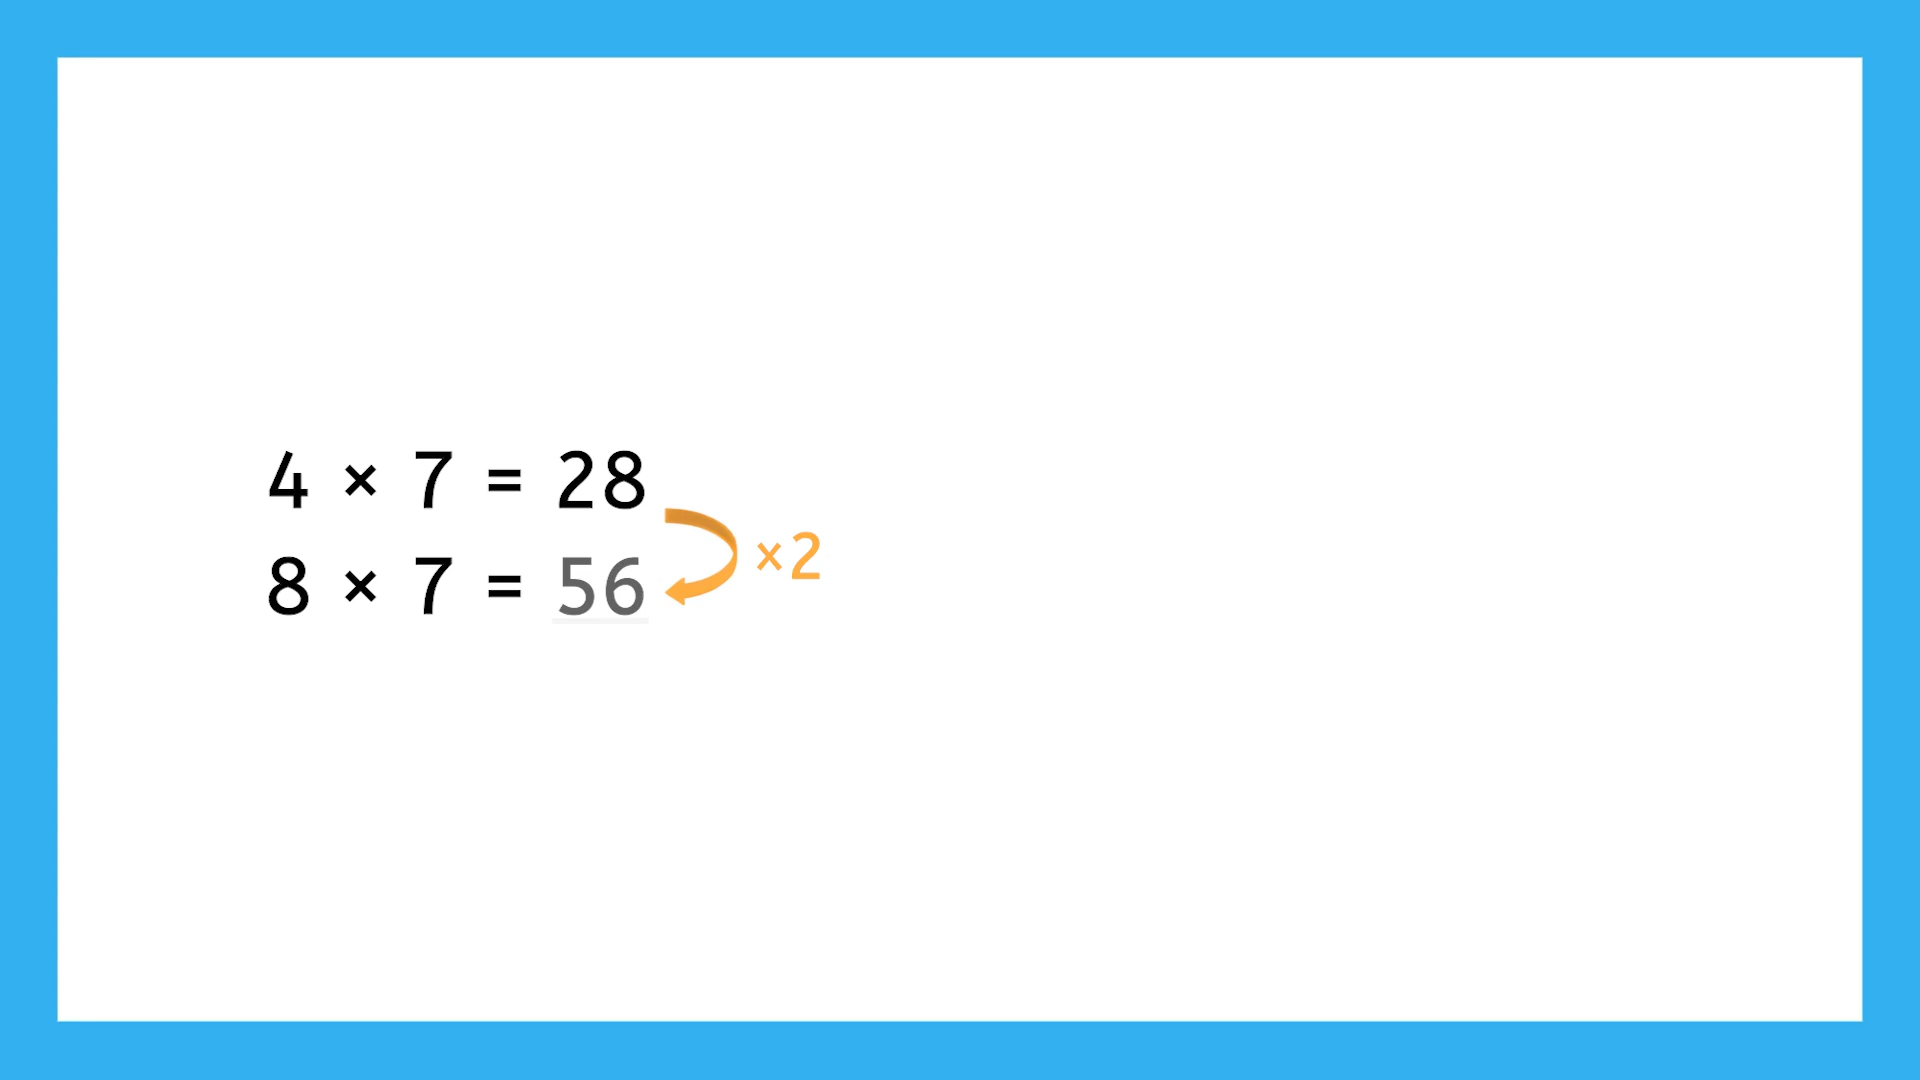 4 × 7 = 28
×2
8 × 7 = 56